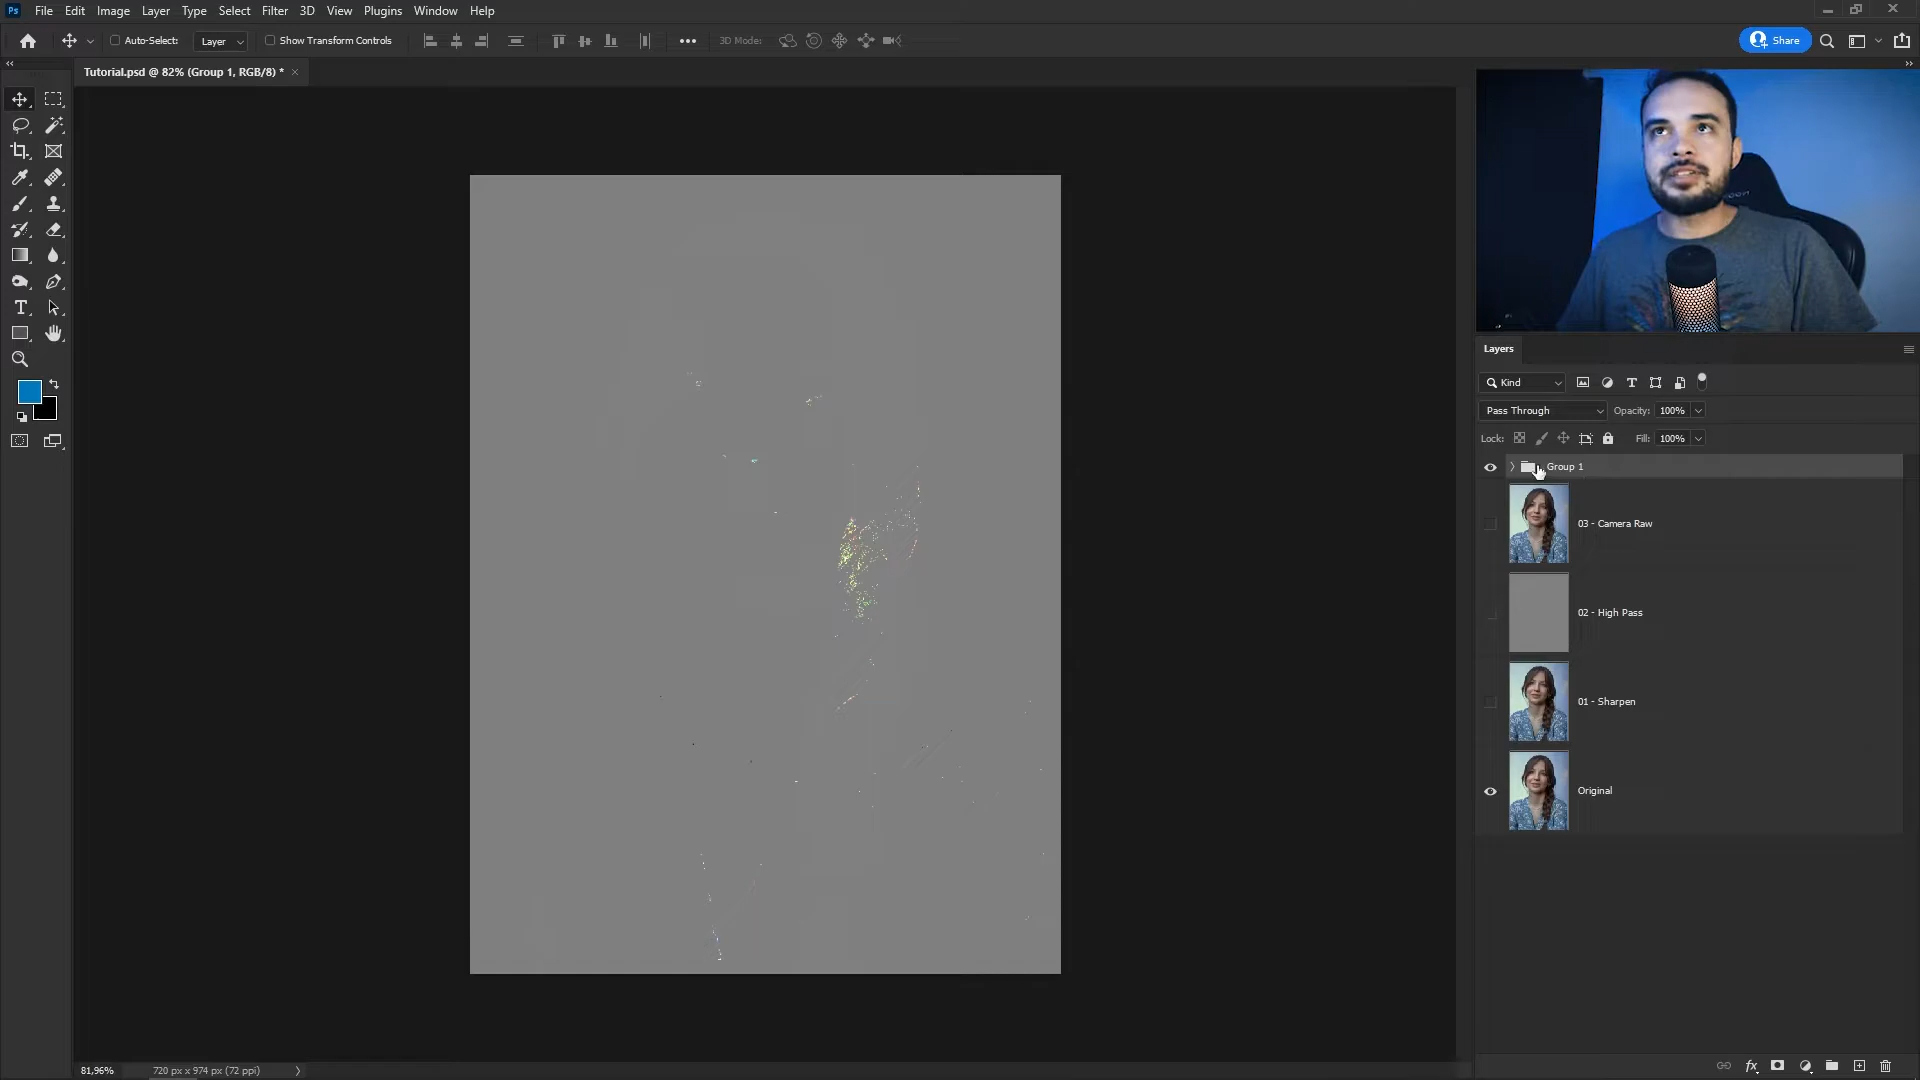 Ps File Edit Image Layer Type Select Filter 3D View Plugins Window Help
Auto-Select: Layer Show Transform Controls 3D Mode: Share
Tutorial.psd @ 82% (Group 1, RGB/8) *
Layers
Kind
Pass Through Opacity: 100%
Lock: Fill: 100%
Group 1
03 - Camera Raw
02 - High Pass
01 - Sharpen
Original
81,96% 720 px x 974 px (72 ppi)